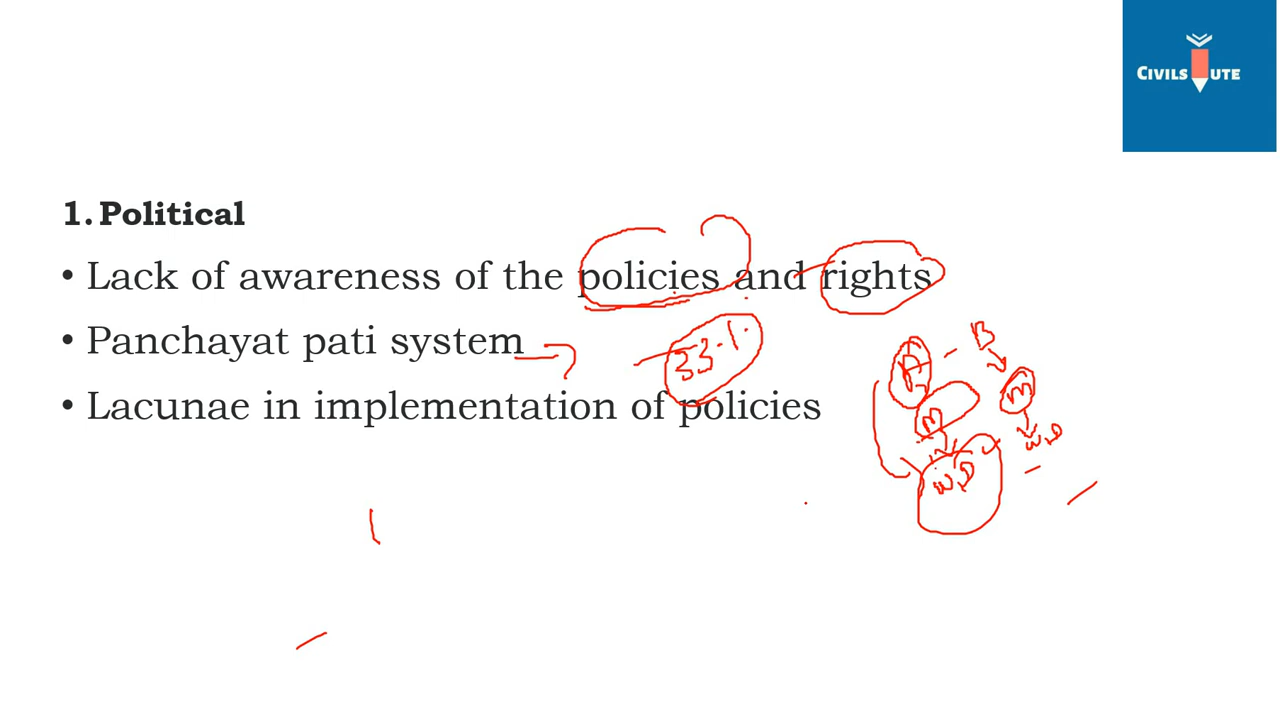 CIVILS UTE
1. Political
• Lack of awareness of the policies and rights
• Panchayat pati system
33.1.
• Lacunae in implementation of policies
B
m
m
W.D
W.D